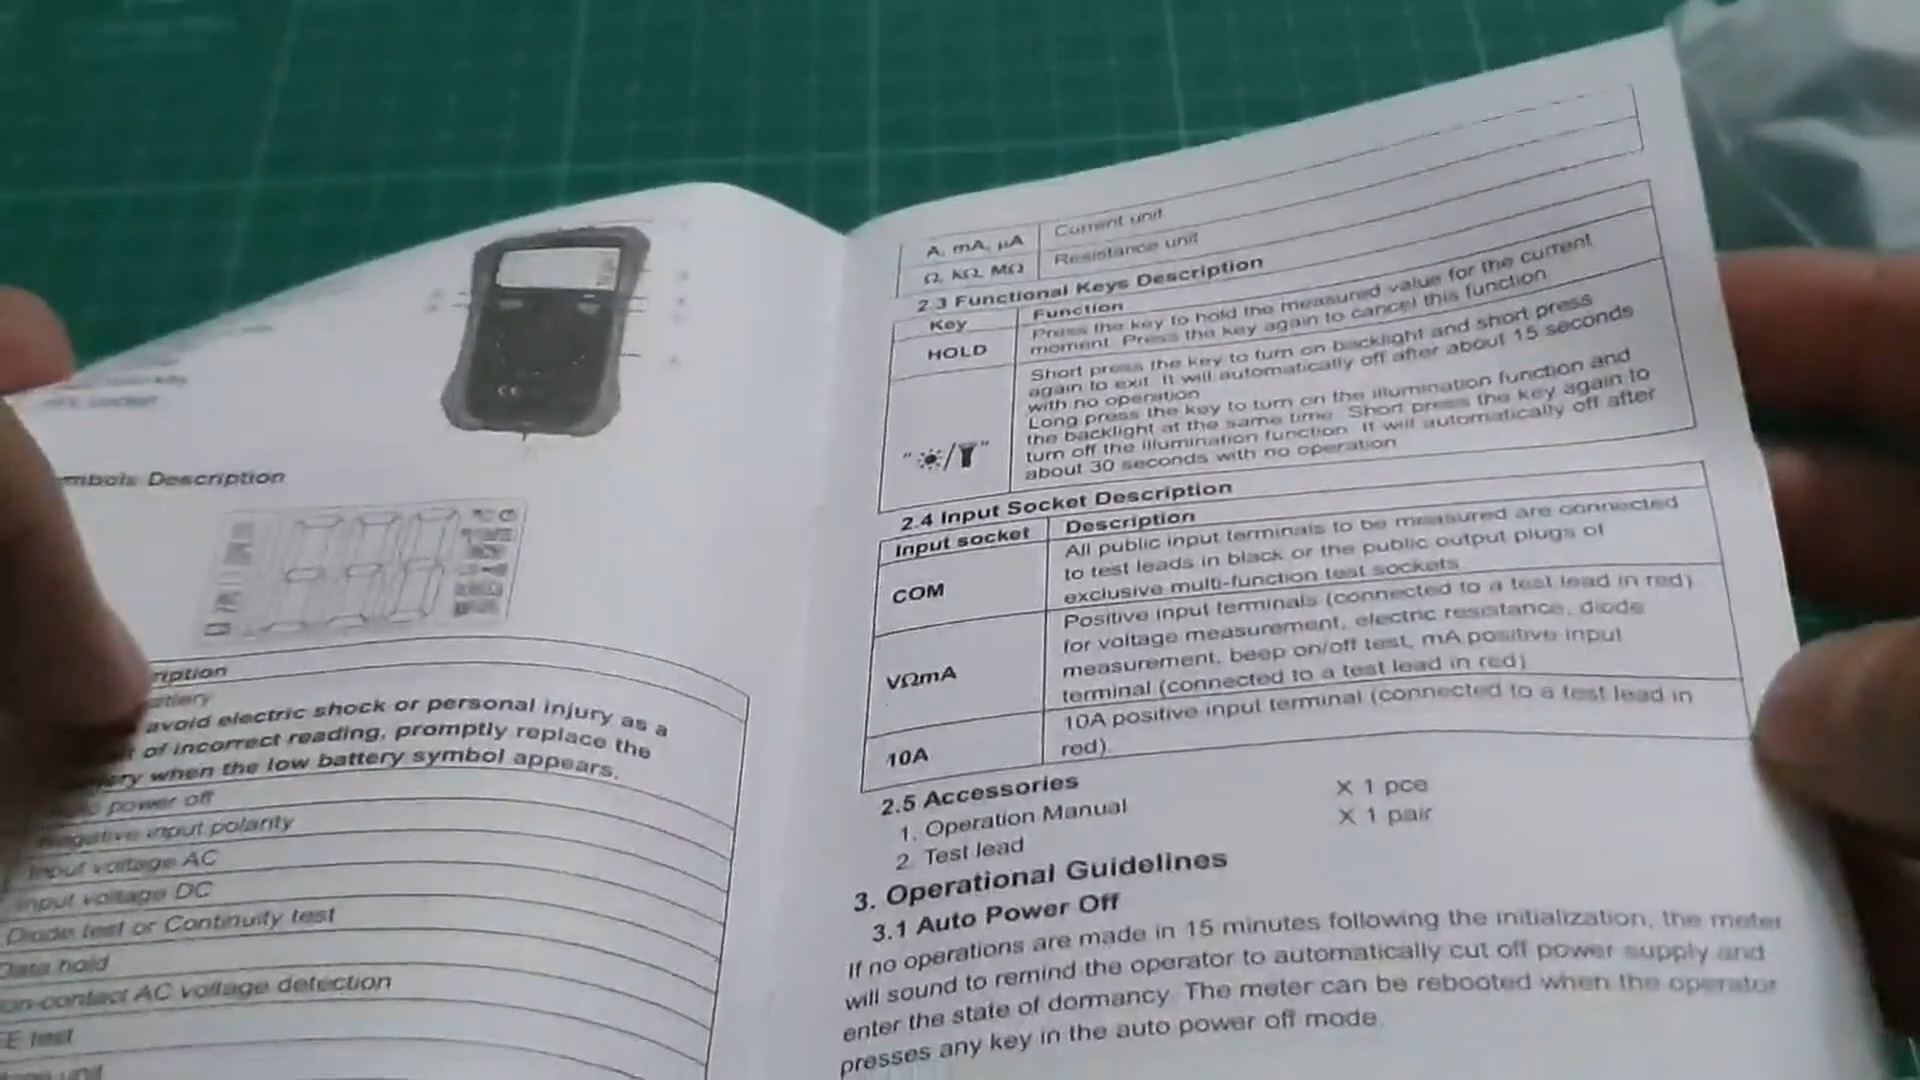 CE
Description
ription
avoid electric shock or personal injury as a
of incorrect reading, promptly replace the
when the low battery symbol appears.
power off
Negative input polarity
Input voltage AC
Input voltage DC
Diode test or Continuity test
Data hold
on-contact AC voltage detection
E test
unit
A, mA, μA Current unit
Ω, kΩ, MΩ Resistance unit
2.3 Functional Keys Description
Key Function
HOLD Press the key to hold the measured value for the current
moment. Press the key again to cancel this function.
Short press the key to turn on backlight and short press
again to exit. It will automatically off after about 15 seconds
with no operation
Long press the key to turn on the illumination function and
the backlight at the same time. Short press the key again to
turn off the illumination function. It will automatically off after
about 30 seconds with no operation
2.4 Input Socket Description
Input socket Description
COM All public input terminals to be measured are connected
to test leads in black or the public output plugs of
exclusive multi-function test sockets
VΩmA Positive input terminals (connected to a test lead in red)
for voltage measurement, electric resistance, diode
measurement, beep on/off test, mA positive input
terminal (connected to a test lead in red)
10A 10A positive input terminal (connected to a test lead in
red).
2.5 Accessories
1. Operation Manual X 1 pce
2. Test lead X 1 pair
3. Operational Guidelines
3.1 Auto Power Off
If no operations are made in 15 minutes following the initialization, the meter
will sound to remind the operator to automatically cut off power supply and
enter the state of dormancy. The meter can be rebooted when the operator
presses any key in the auto power off mode.